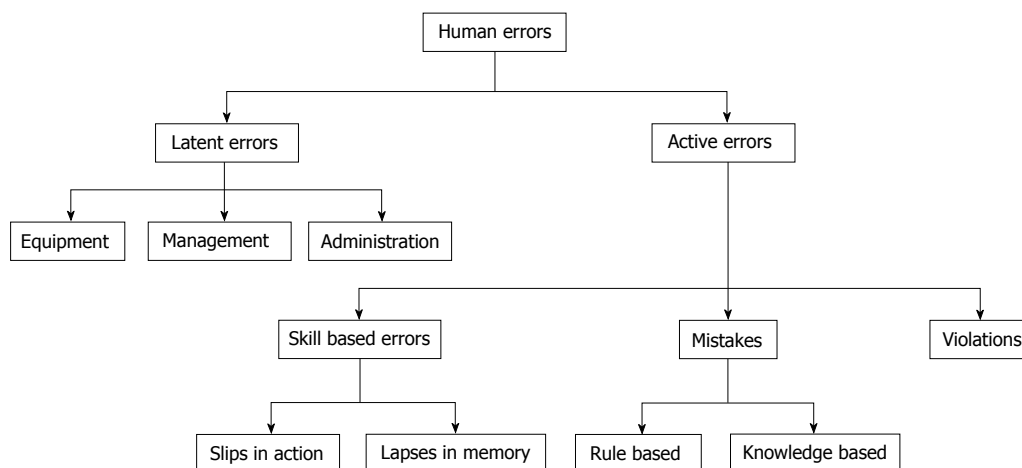 Human errors
Latent errors
Active errors
Equipment
Management
Administration
Skill based errors
Mistakes
Violations
Slips in action
Lapses in memory
Rule based
Knowledge based